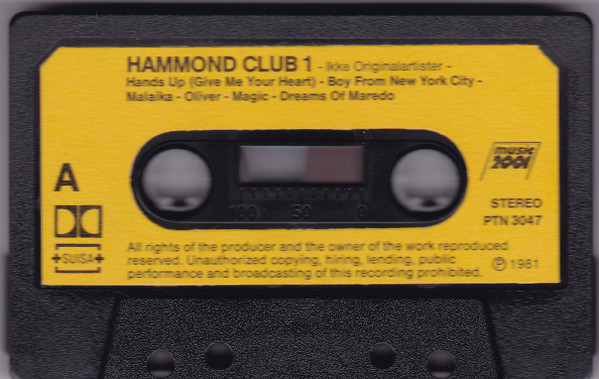 HAMMOND CLUB 1 - Ikke Originalartister -
Hands Up (Give Me Your Heart) - Boy From New York City -
Malaika - Oliver - Magic - Dreams Of Maredo
music
2001
A
STEREO
PTN 3047
100 50 0
+SUISA+
All rights of the producer and the owner of the work reproduced
reserved. Unauthorized copying, hiring, lending, public
performance and broadcasting of this recording prohibited.
Ⓟ 1981